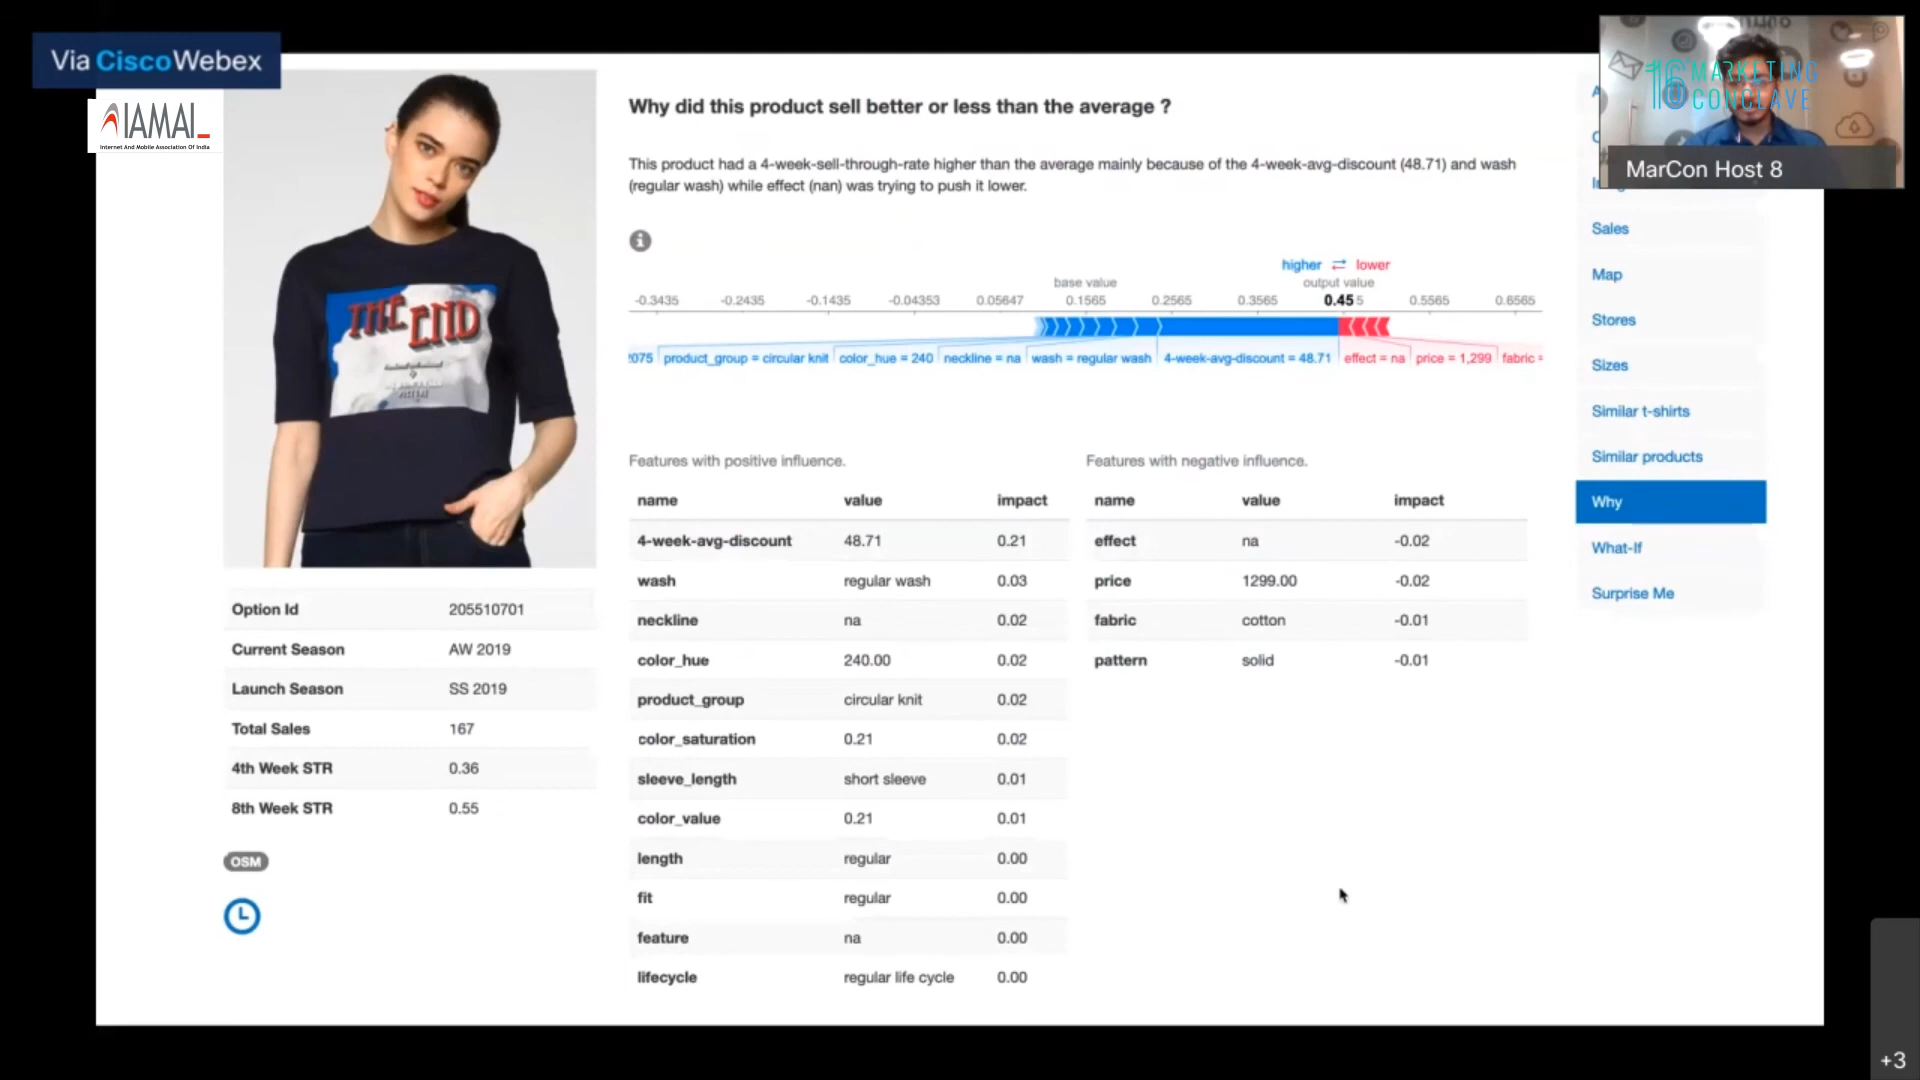 Via CiscoWebex
IAMAI
Internet And Mobile Association Of India
16 MARKETING
CONCLAVE
MarCon Host 8
Why did this product sell better or less than the average ?
This product had a 4-week-sell-through-rate higher than the average mainly because of the 4-week-avg-discount (48.71) and wash
(regular wash) while effect (nan) was trying to push it lower.
higher ⇄ lower
base value output value
-0.3435 -0.2435 -0.1435 -0.04353 0.05647 0.1565 0.2565 0.3565 0.45 5 0.5565 0.6565
2075 product_group = circular knit color_hue = 240 neckline = na wash = regular wash 4-week-avg-discount = 48.71 effect = na price = 1,299 fabric =
THE END
Option Id 205510701
Current Season AW 2019
Launch Season SS 2019
Total Sales 167
4th Week STR 0.36
8th Week STR 0.55
OSM
Features with positive influence.
name value impact
4-week-avg-discount 48.71 0.21
wash regular wash 0.03
neckline na 0.02
color_hue 240.00 0.02
product_group circular knit 0.02
color_saturation 0.21 0.02
sleeve_length short sleeve 0.01
color_value 0.21 0.01
length regular 0.00
fit regular 0.00
feature na 0.00
lifecycle regular life cycle 0.00
Features with negative influence.
name value impact
effect na -0.02
price 1299.00 -0.02
fabric cotton -0.01
pattern solid -0.01
Sales
Map
Stores
Sizes
Similar t-shirts
Similar products
Why
What-If
Surprise Me
+3